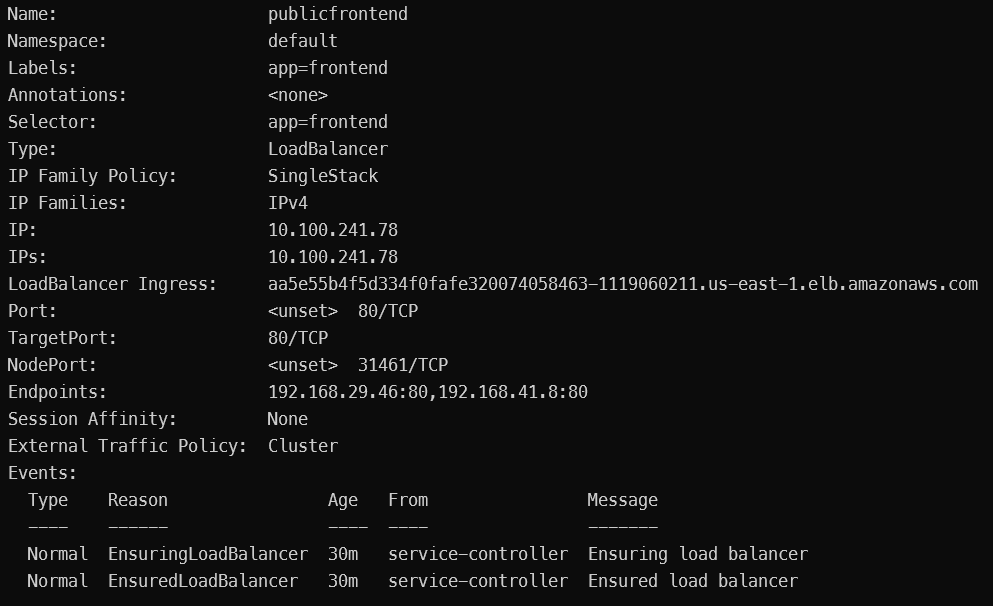 Name:                     publicfrontend
Namespace:                default
Labels:                   app=frontend
Annotations:              <none>
Selector:                 app=frontend
Type:                     LoadBalancer
IP Family Policy:         SingleStack
IP Families:              IPv4
IP:                       10.100.241.78
IPs:                      10.100.241.78
LoadBalancer Ingress:     aa5e55b4f5d334f0fafe320074058463-1119060211.us-east-1.elb.amazonaws.com
Port:                     <unset>  80/TCP
TargetPort:               80/TCP
NodePort:                 <unset>  31461/TCP
Endpoints:                192.168.29.46:80,192.168.41.8:80
Session Affinity:         None
External Traffic Policy:  Cluster
Events:
  Type    Reason                Age   From                Message
  ----    ------                ----  ----                -------
  Normal  EnsuringLoadBalancer  30m   service-controller  Ensuring load balancer
  Normal  EnsuredLoadBalancer   30m   service-controller  Ensured load balancer